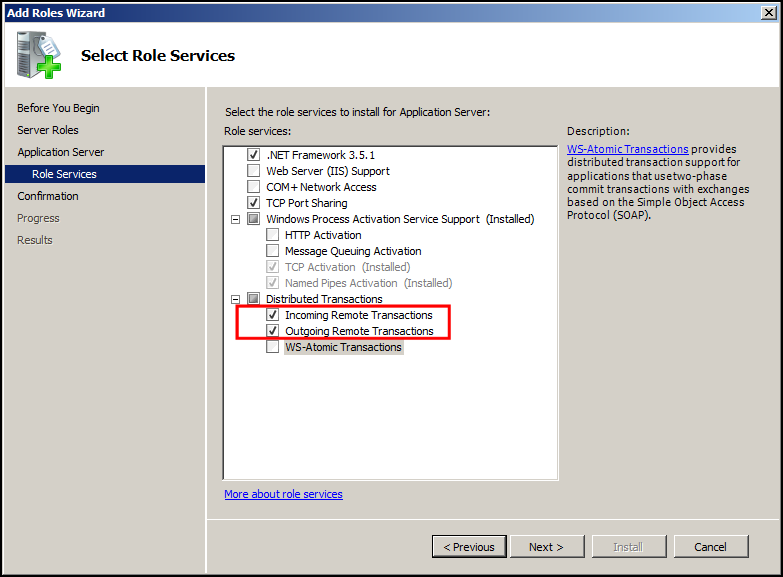 Add Roles Wizard
Select Role Services
Before You Begin
Server Roles
Application Server
Role Services
Confirmation
Progress
Results
Select the role services to install for Application Server:
Role services:
.NET Framework 3.5.1
Web Server (IIS) Support
COM+ Network Access
TCP Port Sharing
Windows Process Activation Service Support (Installed)
HTTP Activation
Message Queuing Activation
TCP Activation (Installed)
Named Pipes Activation (Installed)
Distributed Transactions
Incoming Remote Transactions
Outgoing Remote Transactions
WS-Atomic Transactions
More about role services
Description:
WS-Atomic Transactions provides
distributed transaction support for
applications that usetwo-phase
commit transactions with exchanges
based on the Simple Object Access
Protocol (SOAP).
< Previous
Next >
Install
Cancel